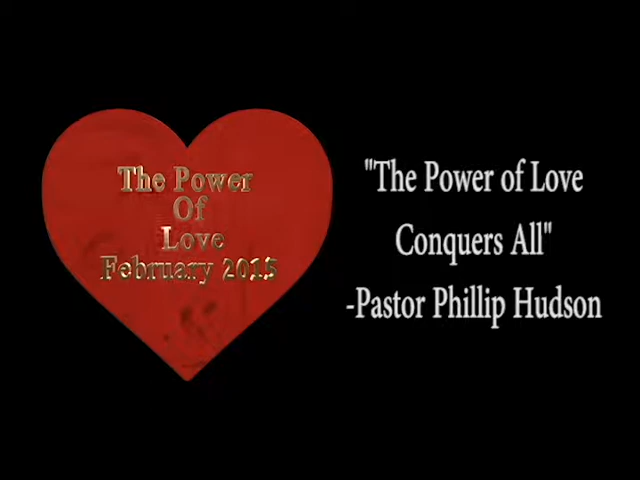 The Power
Of
Love
February 2015
"The Power of Love
Conquers All"
-Pastor Phillip Hudson